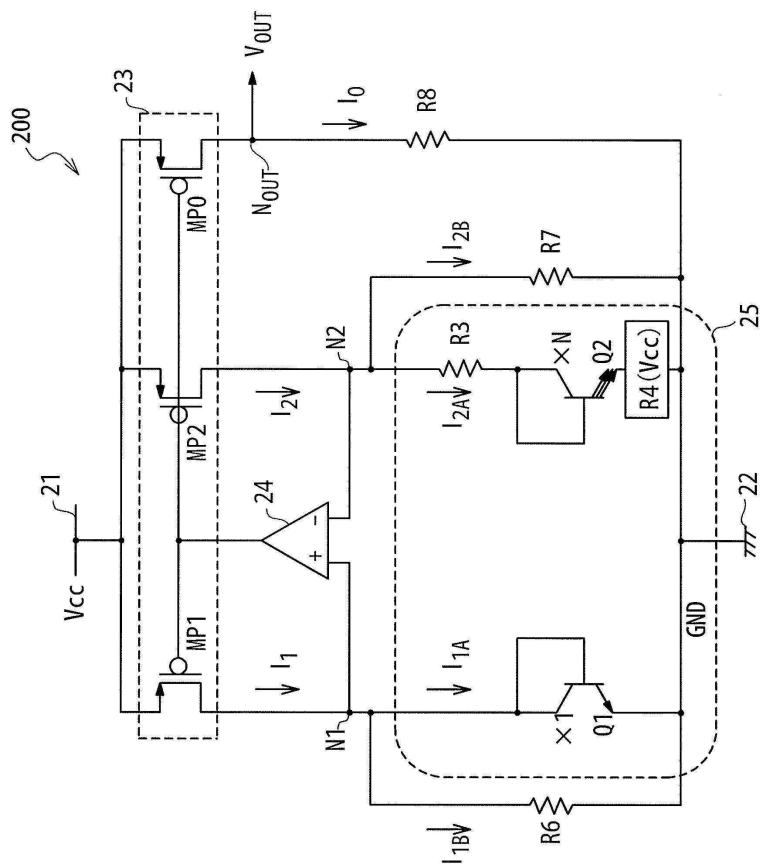 200
21
Vcc
23
MP1
MP2
MP0
N_OUT
V_OUT
24
+
−
I_1
I_2
I_0
N1
N2
I_1B
I_1A
I_2A
I_2B
R6
R3
R7
R8
×1
Q1
×N
Q2
R4(Vcc)
GND
25
22